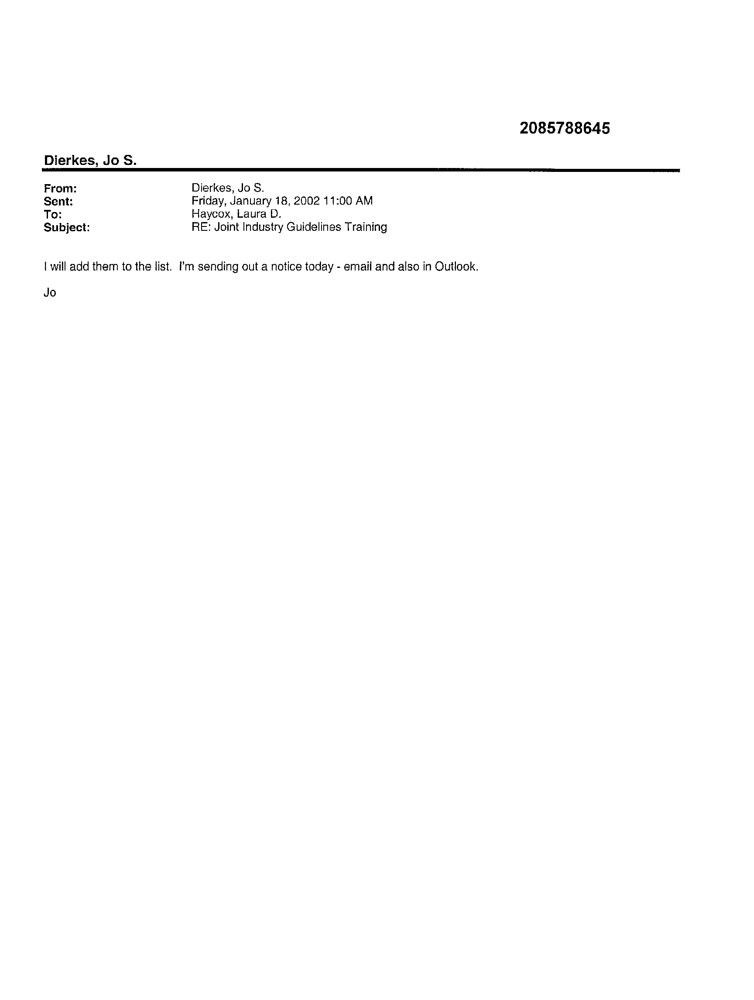 2085788645
Dierkes, Jo S.
From: Dierkes, Jo S.
Sent: Friday, January 18, 2002 11:00 AM
To: Haycox, Laura D.
Subject: RE: Joint Industry Guidelines Training
I will add them to the list.  I'm sending out a notice today - email and also in Outlook.
Jo